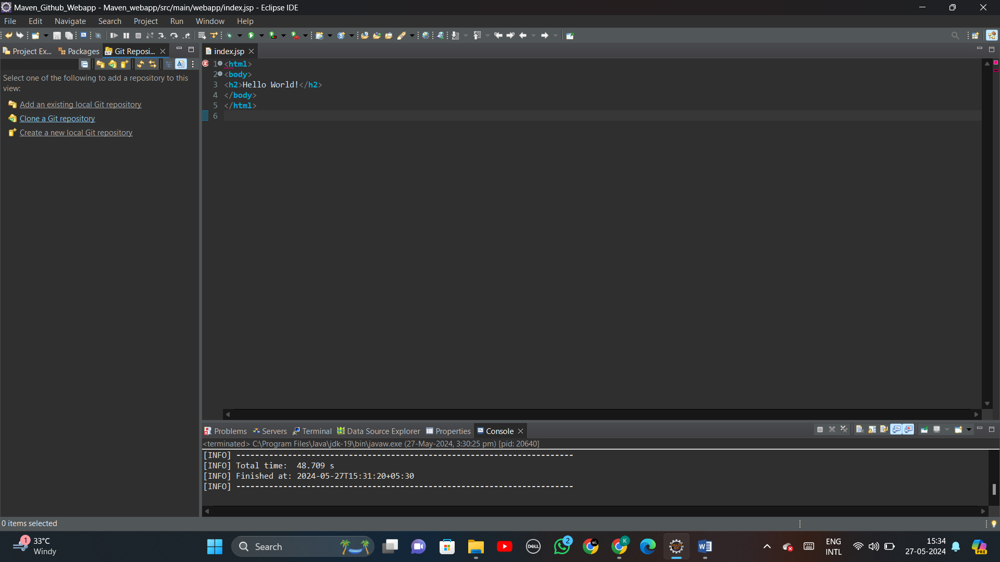 Maven_Github_Webapp - Maven_webapp/src/main/webapp/index.jsp - Eclipse IDE
File Edit Navigate Search Project Run Window Help
Project Ex... Packages Git Reposi...
index.jsp
Select one of the following to add a repository to this
view:
Add an existing local Git repository
Clone a Git repository
Create a new local Git repository
1 <html>
2 <body>
3 <h2>Hello World!</h2>
4 </body>
5 </html>
6
Problems Servers Terminal Data Source Explorer Properties Console
<terminated> C:\Program Files\Java\jdk-19\bin\javaw.exe (27-May-2024, 3:30:25 pm) [pid: 20640]
[INFO] ------------------------------------------------------------------------
[INFO] Total time:  48.709 s
[INFO] Finished at: 2024-05-27T15:31:20+05:30
[INFO] ------------------------------------------------------------------------
0 items selected
1
33°C
Windy
Search
DELL
2
K
W
ENG
INTL
15:34
27-05-2024
PRE